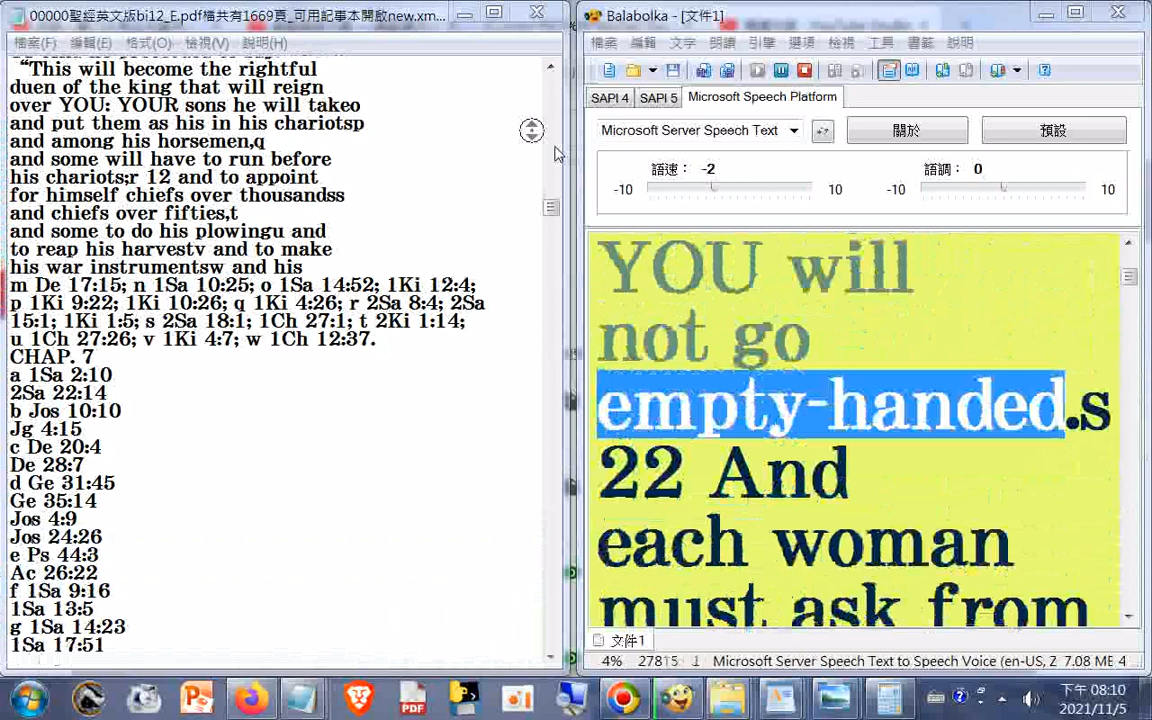 00000聖經英文版bi12_E.pdf檔共有1669頁_可用記事本開啟new.xm...
檔案(F) 編輯(E) 格式(O) 檢視(V) 說明(H)
“This will become the rightful
duen of the king that will reign
over YOU: YOUR sons he will takeo
and put them as his in his chariotsp
and among his horsemen,q
and some will have to run before
his chariots;r 12 and to appoint
for himself chiefs over thousandss
and chiefs over fifties,t
and some to do his plowingu and
to reap his harvestv and to make
his war instrumentsw and his
m De 17:15; n 1Sa 10:25; o 1Sa 14:52; 1Ki 12:4;
p 1Ki 9:22; 1Ki 10:26; q 1Ki 4:26; r 2Sa 8:4; 2Sa
15:1; 1Ki 1:5; s 2Sa 18:1; 1Ch 27:1; t 2Ki 1:14;
u 1Ch 27:26; v 1Ki 4:7; w 1Ch 12:37.
CHAP. 7
a 1Sa 2:10
2Sa 22:14
b Jos 10:10
Jg 4:15
c De 20:4
De 28:7
d Ge 31:45
Ge 35:14
Jos 4:9
Jos 24:26
e Ps 44:3
Ac 26:22
f 1Sa 9:16
1Sa 13:5
g 1Sa 14:23
1Sa 17:51
Balabolka - [文件1]
檔案 編輯 文字 朗讀 引擎 選項 檢視 工具 書籤 說明
SAPI 4 SAPI 5 Microsoft Speech Platform
Microsoft Server Speech Text 關於 預設
語速: -2 語調: 0
-10 10 -10 10
YOU will
not go
empty-handed.s
22 And
each woman
must ask from
文件1
4% 27815 1 Microsoft Server Speech Text to Speech Voice (en-US, Z 7.08 MB 4
PDF
下午 08:10
2021/11/5